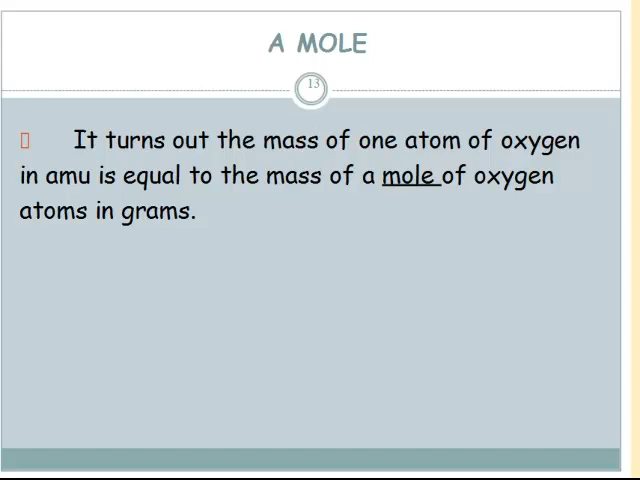 A MOLE
13
It turns out the mass of one atom of oxygen
in amu is equal to the mass of a mole of oxygen
atoms in grams.